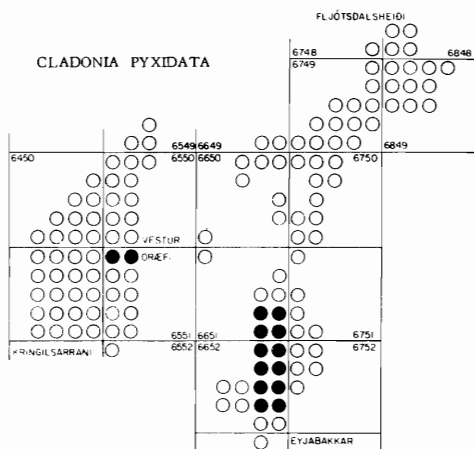 FLJÓTSDALSHEIÐI
CLADONIA PYXIDATA
6748 6848
6749
6549 6649
6450 6550 6650 6750 6849
VESTUR
ÖRÆFI
6551 6651 6751
KRINGILSÁRRANI 6552 6652 6752
EYJABAKKAR